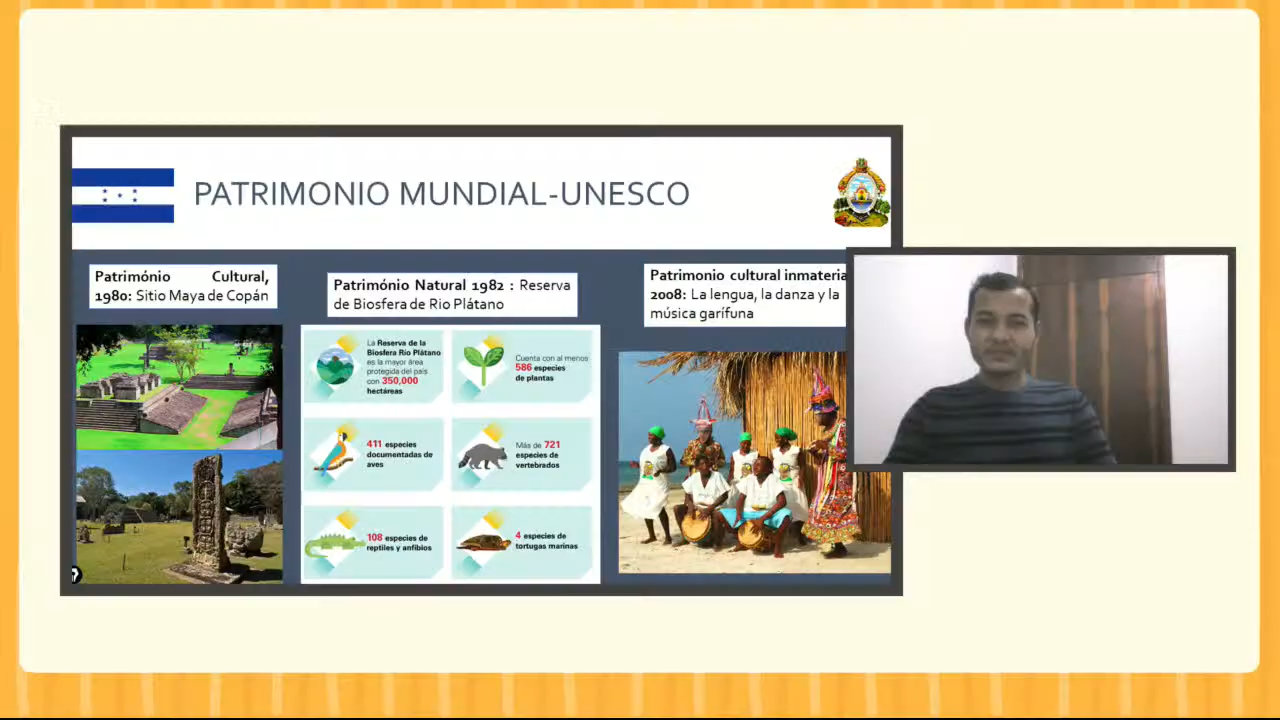 PATRIMONIO MUNDIAL-UNESCO
Património Cultural,
1980: Sitio Maya de Copán
Património Natural 1982 : Reserva
de Biosfera de Rio Plátano
Patrimonio cultural inmateria
2008: La lengua, la danza y la
música garífuna
La Reserva de la
Biosfera Río Plátano
es la mayor área
protegida del país
con 350,000
hectáreas
Cuenta con al menos
586 especies
de plantas
411 especies
documentadas de
aves
Más de 721
especies de
vertebrados
108 especies de
reptiles y anfibios
4 especies de
tortugas marinas